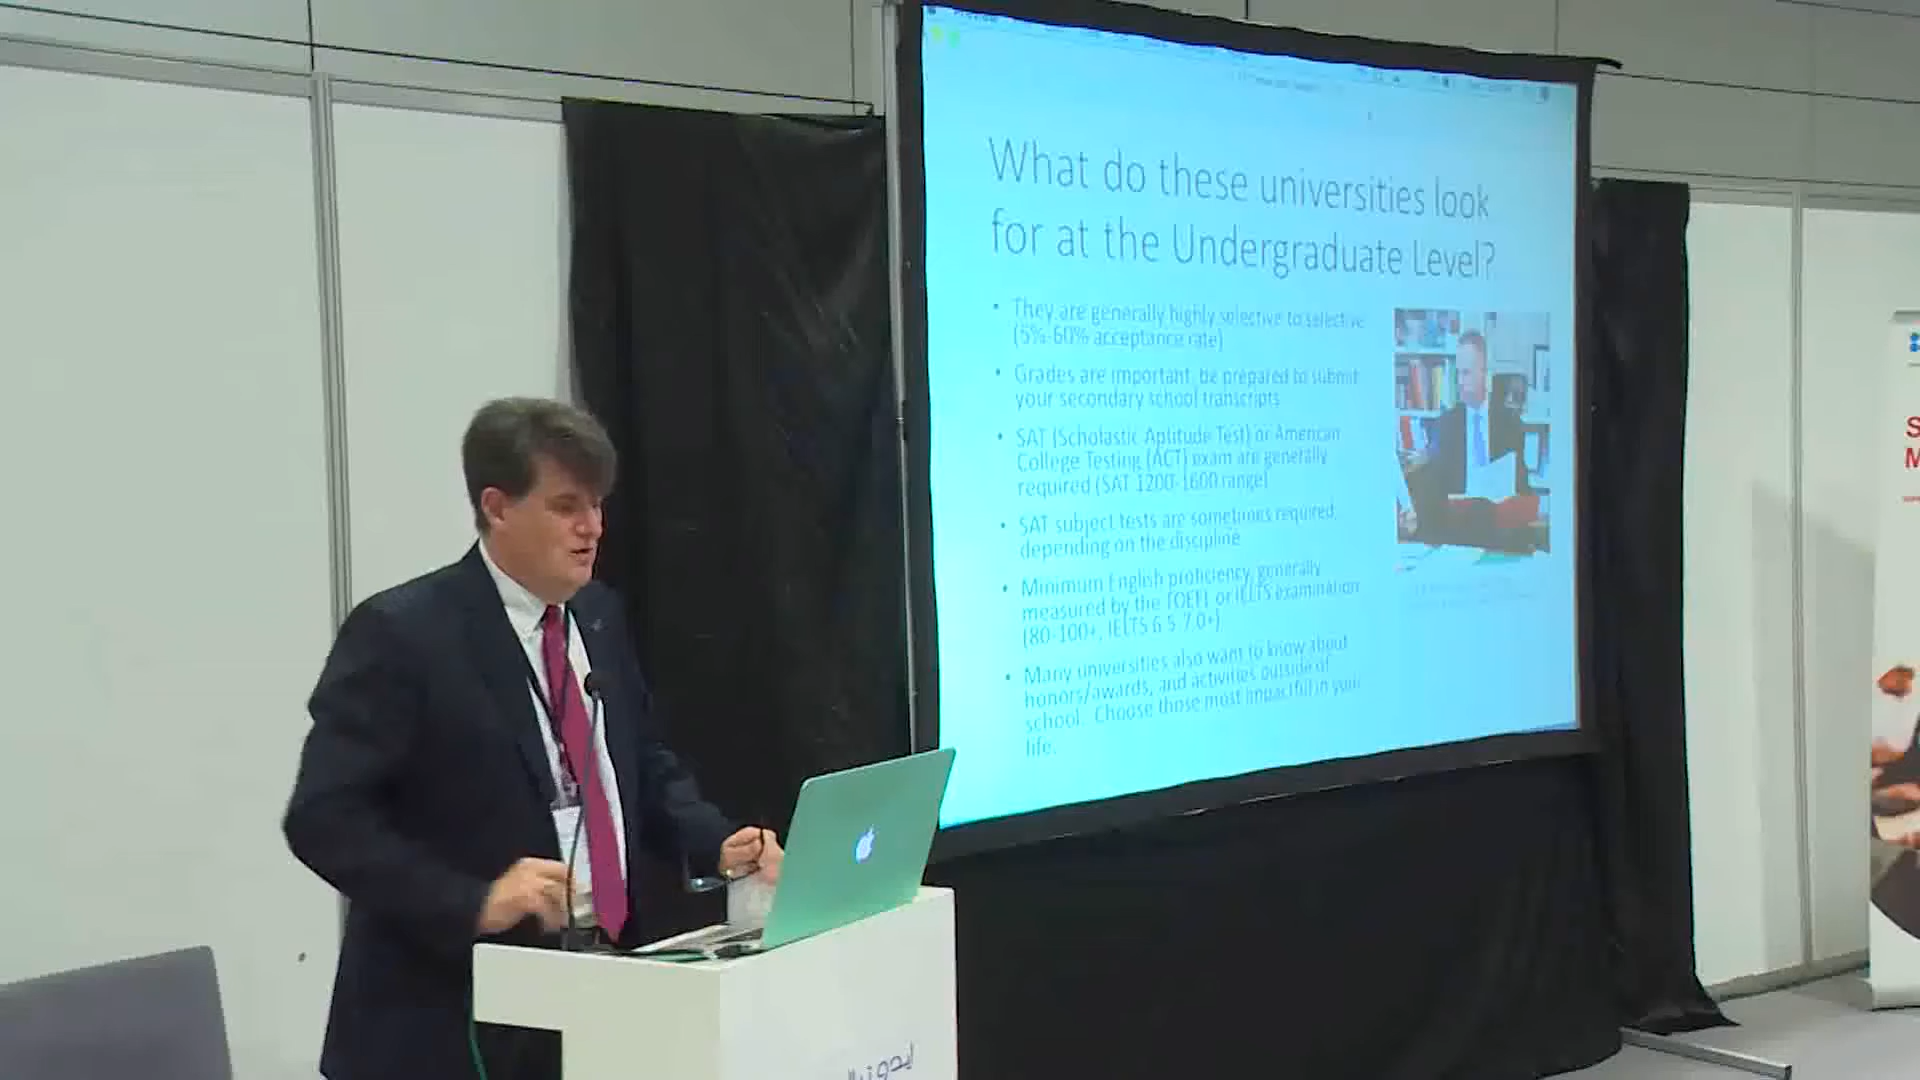 What do these universities look
for at the Undergraduate Level?
• They are generally highly selective to selective
(5%-60% acceptance rate)
• Grades are important, be prepared to submit
your secondary school transcripts
• SAT (Scholastic Aptitude Test) or American
College Testing (ACT) exam are generally
required (SAT 1200-1600 range)
• SAT subject tests are sometimes required,
depending on the discipline
• Minimum English proficiency, generally
measured by the TOEFL or IELTS examination
(80-100+, IELTS 6.5-7.0+)
• Many universities also want to know about
honors/awards, and activities outside of
school. Choose those most impactful in your
life.
S
M